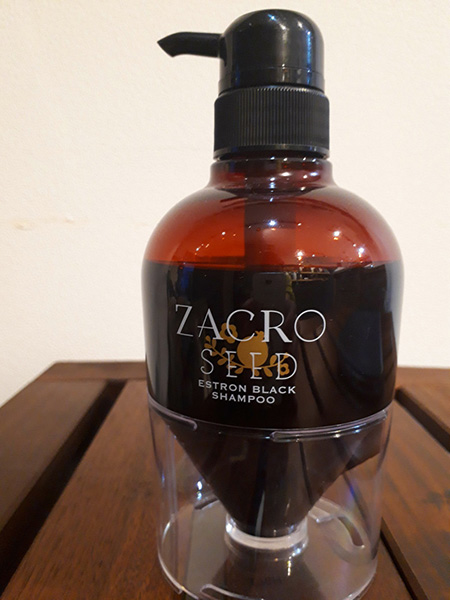 ZACRO
SEED
ESTRON BLACK
SHAMPOO